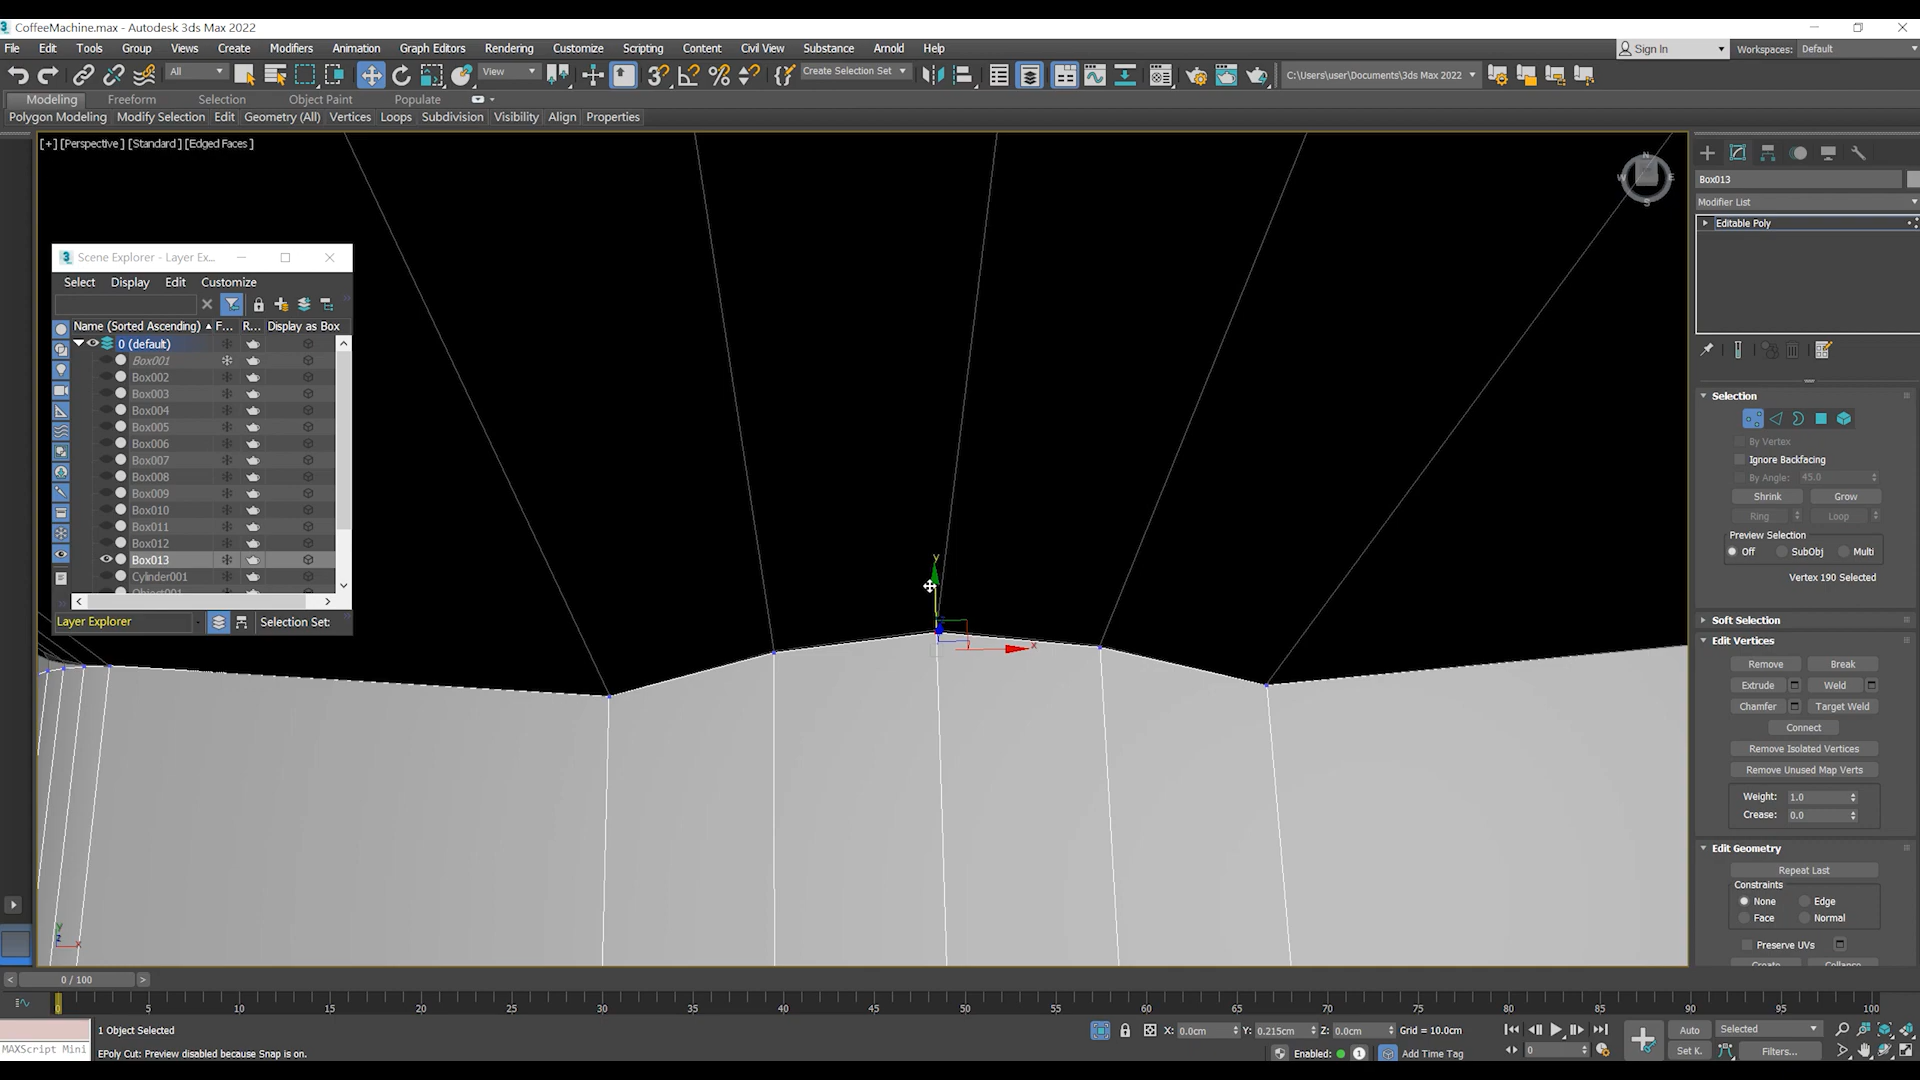 CoffeeMachine.max - Autodesk 3ds Max 2022
File Edit Tools Group Views Create Modifiers Animation Graph Editors Rendering Customize Scripting Content Civil View Substance Arnold Help
Sign In Workspaces: Default
All View Create Selection Set C:\Users\user\Documents\3ds Max 2022
Modeling Freeform Selection Object Paint Populate
Polygon Modeling Modify Selection Edit Geometry (All) Vertices Loops Subdivision Visibility Align Properties
[+] [Perspective ] [Standard ] [Edged Faces ]
N
W E
S
Box013
Modifier List
Editable Poly
Scene Explorer - Layer Ex...
Select Display Edit Customize
Name (Sorted Ascending) F... R... Display as Box
0 (default)
Box001
Box002
Box003
Box004
Box005
Box006
Box007
Box008
Box009
Box010
Box011
Box012
Box013
Cylinder001
Object001
Layer Explorer Selection Set:
y
x
Selection
By Vertex
Ignore Backfacing
By Angle: 45.0
Shrink Grow
Ring Loop
Preview Selection
Off SubObj Multi
Vertex 190 Selected
Soft Selection
Edit Vertices
Remove Break
Extrude Weld
Chamfer Target Weld
Connect
Remove Isolated Vertices
Remove Unused Map Verts
Weight: 1.0
Crease: 0.0
Edit Geometry
Repeat Last
Constraints
None Edge
Face Normal
Preserve UVs
Create Collapse
y
z x
< 0 / 100 >
0 5 10 15 20 25 30 35 40 45 50 55 60 65 70 75 80 85 90 95 100
1 Object Selected
X: 0.0cm Y: 0.215cm Z: 0.0cm Grid = 10.0cm
Auto Selected
MAXScript Mini
EPoly Cut: Preview disabled because Snap is on.
Enabled: 1 Add Time Tag
0
Set K. Filters...